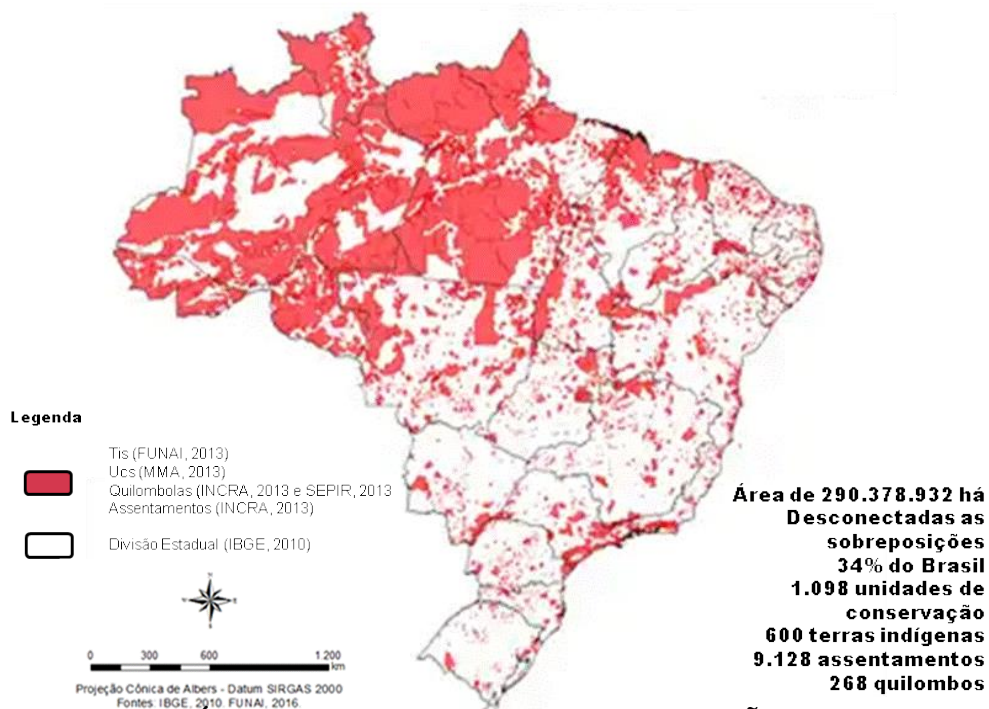 Legenda
Tis (FUNAI, 2013)
Ucs (MMA, 2013)
Quilombolas (INCRA, 2013 e SEPIR, 2013
Assentamentos (INCRA, 2013)
Divisão Estadual (IBGE, 2010)
0 300 600 1.200
km
Projeção Cônica de Albers - Datum SIRGAS 2000
Fontes: IBGE, 2010. FUNAI, 2016.
Área de 290.378.932 há
Desconectadas as
sobreposições
34% do Brasil
1.098 unidades de
conservação
600 terras indígenas
9.128 assentamentos
268 quilombos